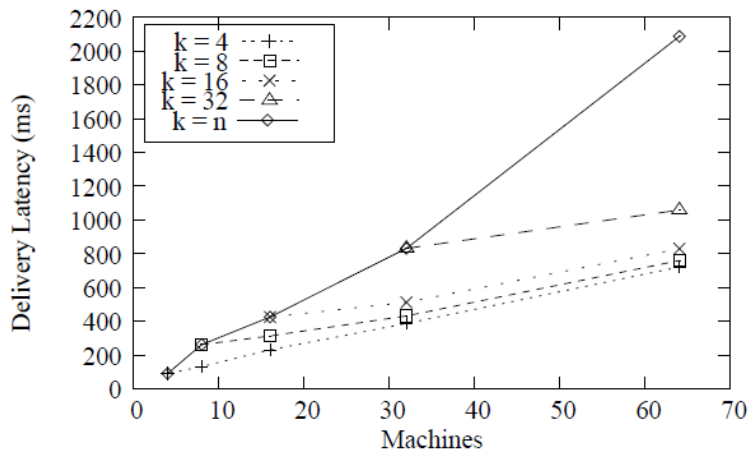 2200
2000
1800
1600
1400
1200
1000
800
600
400
200
0
Delivery Latency (ms)
k = 4
k = 8
k = 16
k = 32
k = n
0 10 20 30 40 50 60 70
Machines